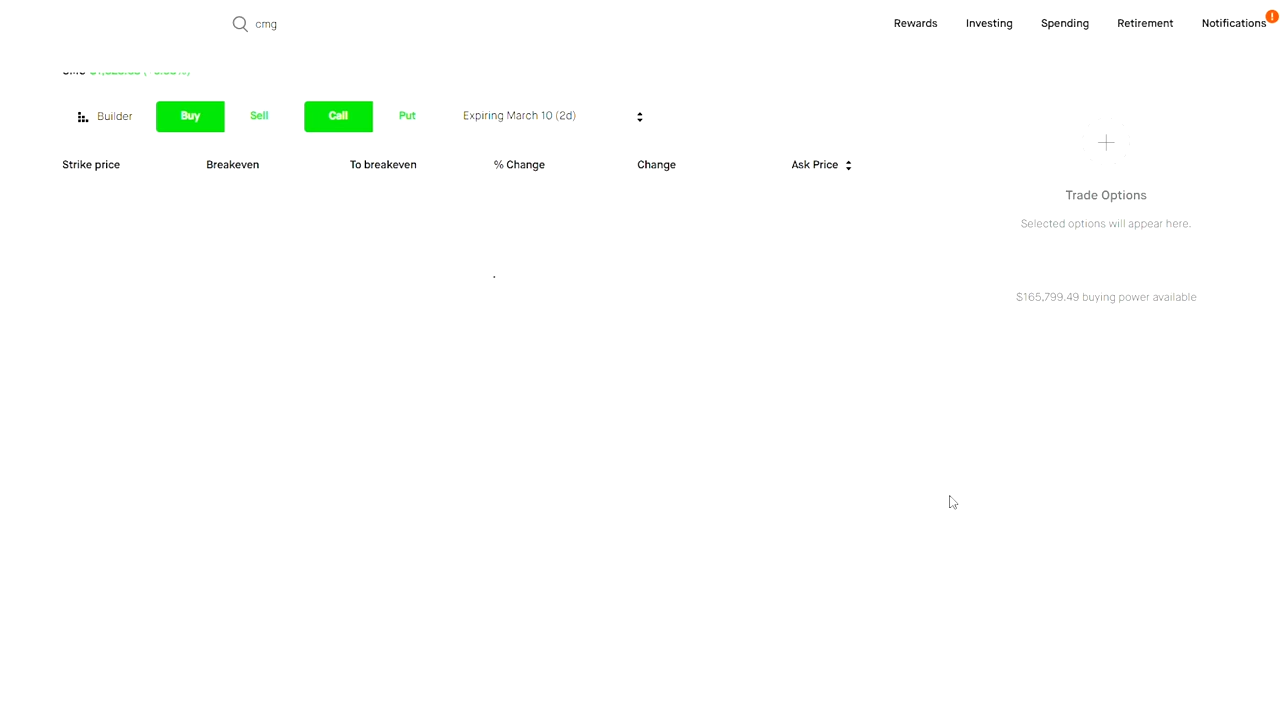 cmg
Rewards Investing Spending Retirement Notifications
Builder Buy Sell Call Put Expiring March 10 (2d)
Strike price Breakeven To breakeven % Change Change Ask Price
Trade Options
Selected options will appear here.
$165,799.49 buying power available